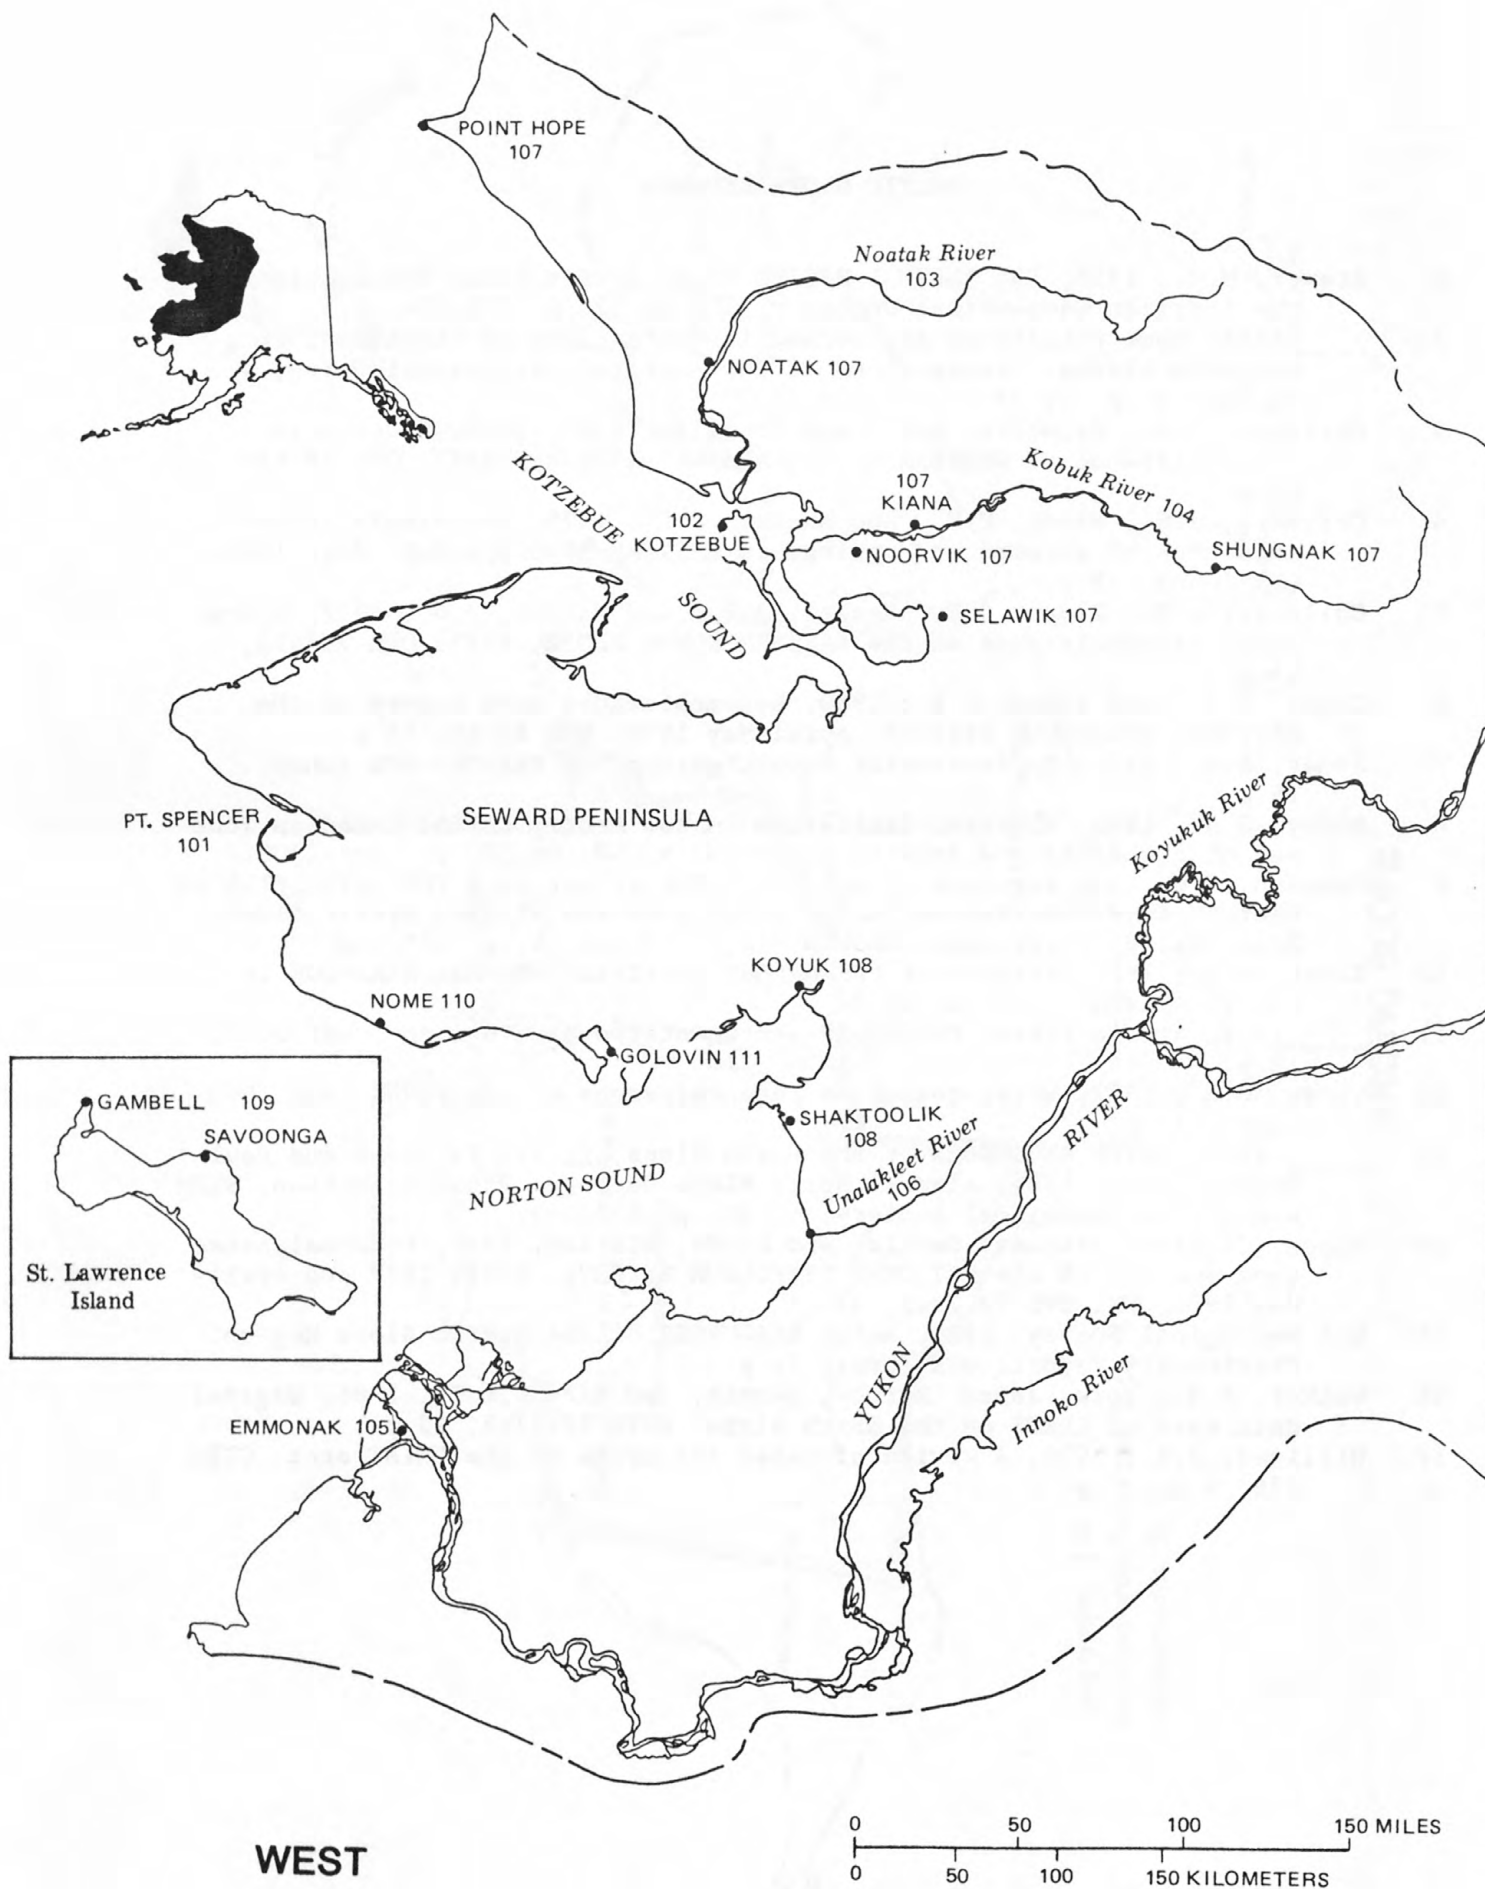 POINT HOPE
107
Noatak River
103
NOATAK 107
KOTZEBUE
SOUND
107
KIANA
Kobuk River 104
102
KOTZEBUE
NOORVIK 107
SHUNGNAK 107
SELAWIK 107
PT. SPENCER
101
SEWARD PENINSULA
Koyukuk River
KOYUK 108
NOME 110
GOLOVIN 111
GAMBELL 109
SAVOONGA
St. Lawrence
Island
SHAKTOOLIK
108
Unalakleet River
106
NORTON SOUND
YUKON
RIVER
Innoko River
EMMONAK 105
WEST
0 50 100 150 MILES
0 50 100 150 KILOMETERS